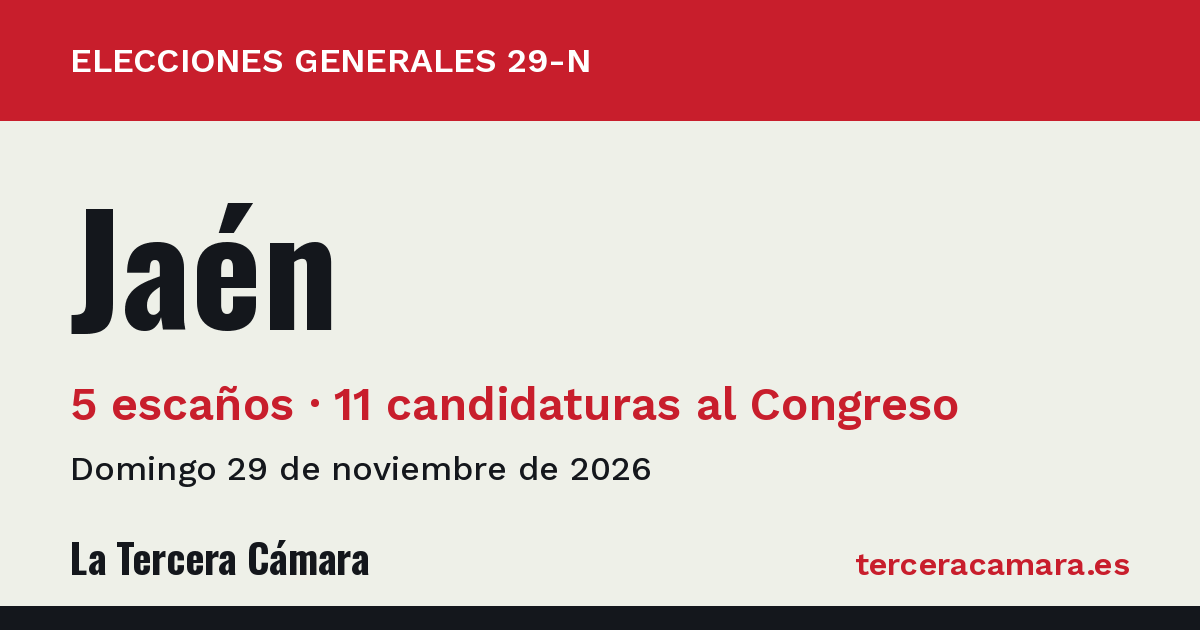 ELECCIONES GENERALES 29-N
Jaén
5 escaños · 11 candidaturas al Congreso
Domingo 29 de noviembre de 2026
La Tercera Cámara
terceracamara.es